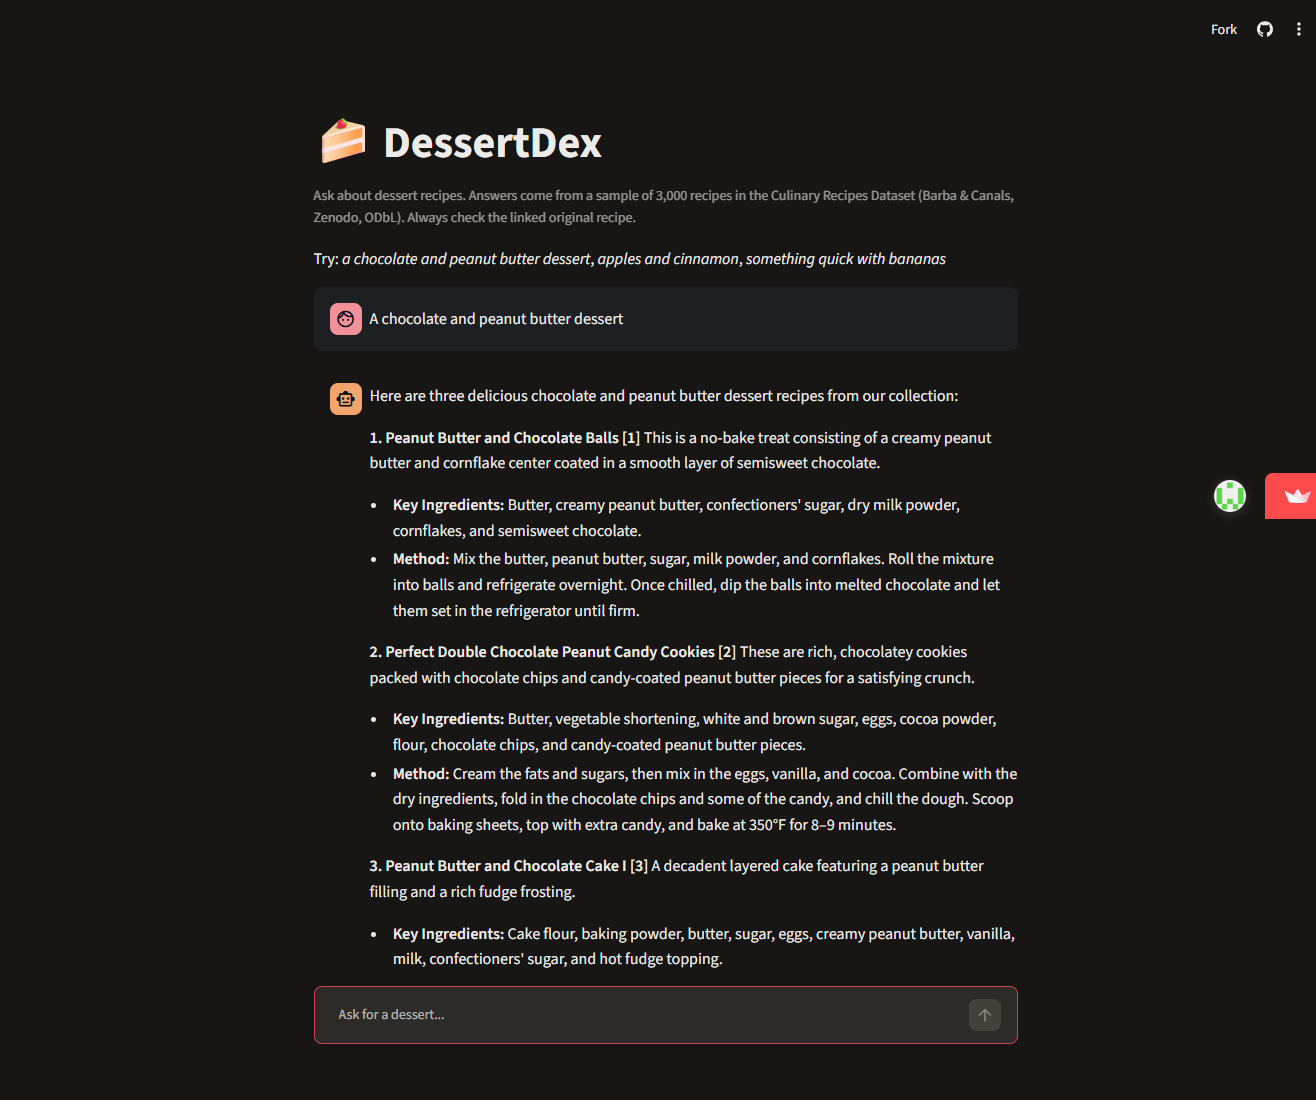 Fork
DessertDex
Ask about dessert recipes. Answers come from a sample of 3,000 recipes in the Culinary Recipes Dataset (Barba & Canals,
Zenodo, ODbL). Always check the linked original recipe.
Try: a chocolate and peanut butter dessert, apples and cinnamon, something quick with bananas
A chocolate and peanut butter dessert
Here are three delicious chocolate and peanut butter dessert recipes from our collection:
1. Peanut Butter and Chocolate Balls [1] This is a no-bake treat consisting of a creamy peanut
butter and cornflake center coated in a smooth layer of semisweet chocolate.
• Key Ingredients: Butter, creamy peanut butter, confectioners' sugar, dry milk powder,
cornflakes, and semisweet chocolate.
• Method: Mix the butter, peanut butter, sugar, milk powder, and cornflakes. Roll the mixture
into balls and refrigerate overnight. Once chilled, dip the balls into melted chocolate and let
them set in the refrigerator until firm.
2. Perfect Double Chocolate Peanut Candy Cookies [2] These are rich, chocolatey cookies
packed with chocolate chips and candy-coated peanut butter pieces for a satisfying crunch.
• Key Ingredients: Butter, vegetable shortening, white and brown sugar, eggs, cocoa powder,
flour, chocolate chips, and candy-coated peanut butter pieces.
• Method: Cream the fats and sugars, then mix in the eggs, vanilla, and cocoa. Combine with the
dry ingredients, fold in the chocolate chips and some of the candy, and chill the dough. Scoop
onto baking sheets, top with extra candy, and bake at 350°F for 8–9 minutes.
3. Peanut Butter and Chocolate Cake I [3] A decadent layered cake featuring a peanut butter
filling and a rich fudge frosting.
• Key Ingredients: Cake flour, baking powder, butter, sugar, eggs, creamy peanut butter, vanilla,
milk, confectioners' sugar, and hot fudge topping.
Ask for a dessert...